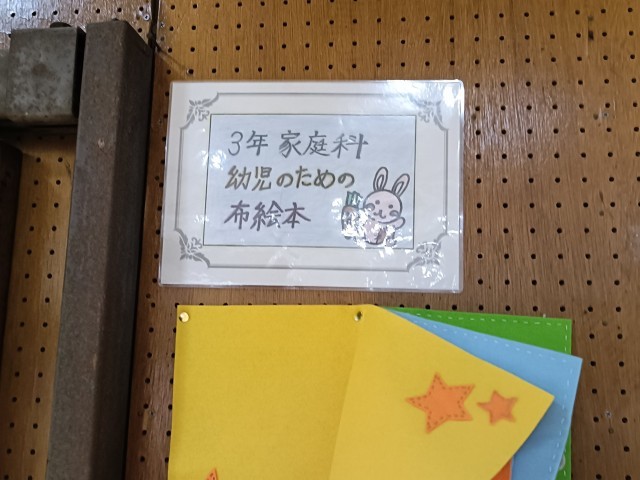 3年 家庭科
幼児のための
布絵本